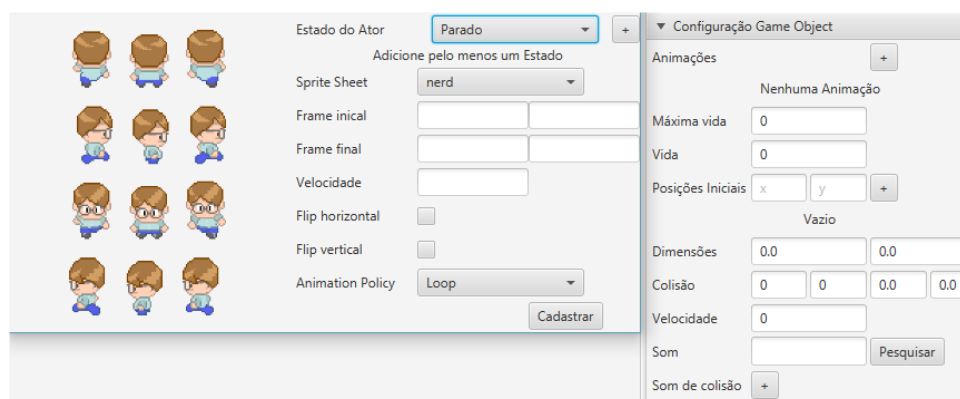 Estado do Ator Parado +
Adicione pelo menos um Estado
Sprite Sheet nerd
Frame inical
Frame final
Velocidade
Flip horizontal
Flip vertical
Animation Policy Loop
Cadastrar
Configuração Game Object
Animações +
Nenhuma Animação
Máxima vida 0
Vida 0
Posições Iniciais x y +
Vazio
Dimensões 0.0 0.0
Colisão 0 0 0.0 0.0
Velocidade 0
Som Pesquisar
Som de colisão +